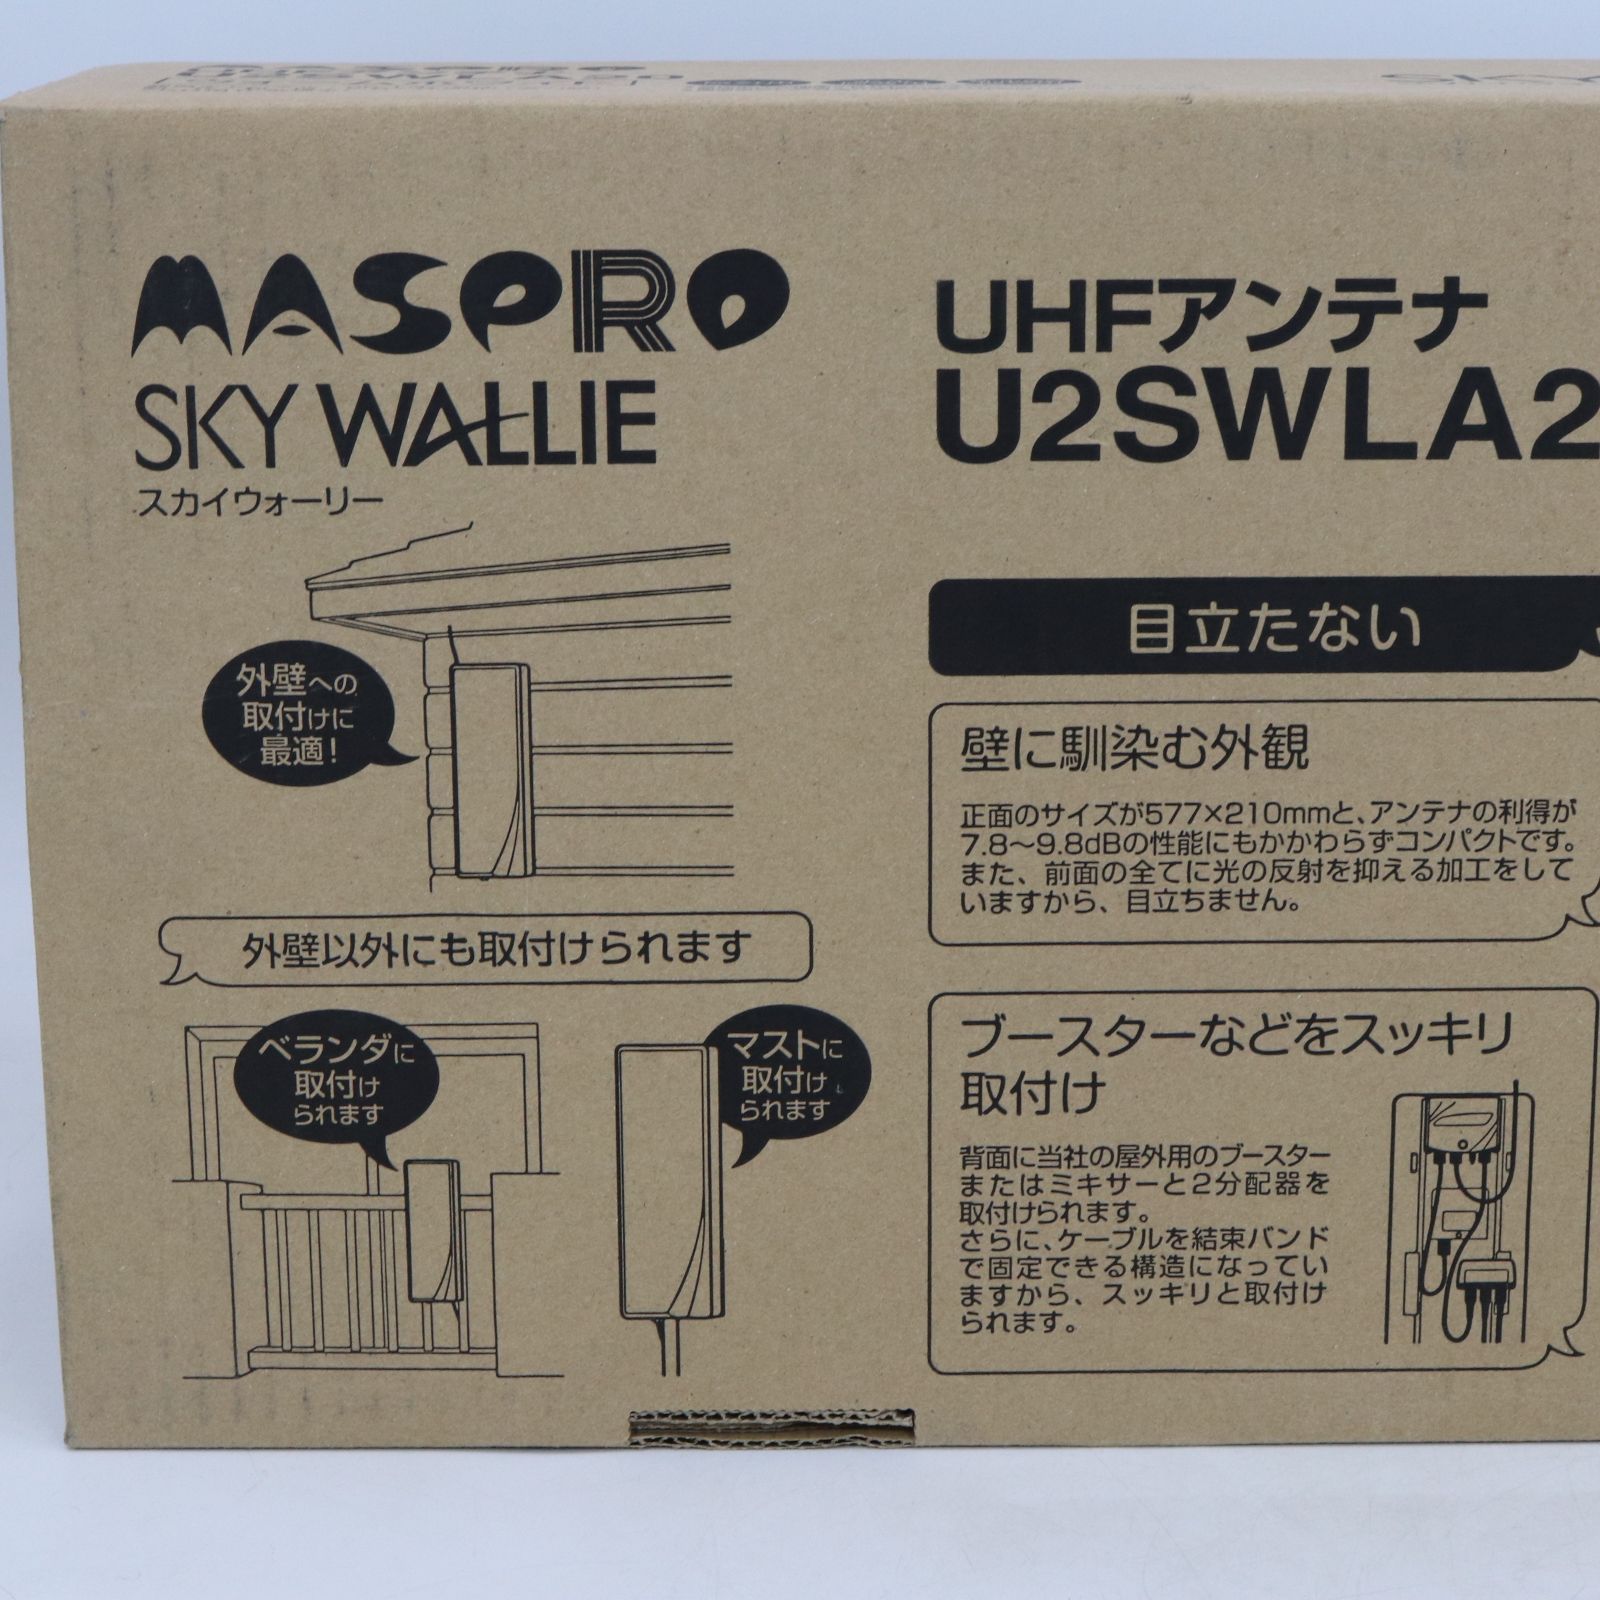 MASPRO
SKY WALLIE
スカイウォーリー
外壁への
取付けに
最適!
外壁以外にも取付けられます
ベランダに
取付け
られます
マストに
取付け
られます
UHFアンテナ
U2SWLA2
目立たない
壁に馴染む外観
正面のサイズが577×210mmと、アンテナの利得が
7.8～9.8dBの性能にもかかわらずコンパクトです。
また、前面の全てに光の反射を抑える加工をして
いますから、目立ちません。
ブースターなどをスッキリ
取付け
背面に当社の屋外用のブースター
またはミキサーと2分配器を
取付けられます。
さらに、ケーブルを結束バンド
で固定できる構造になってい
ますから、スッキリと取付け
られます。